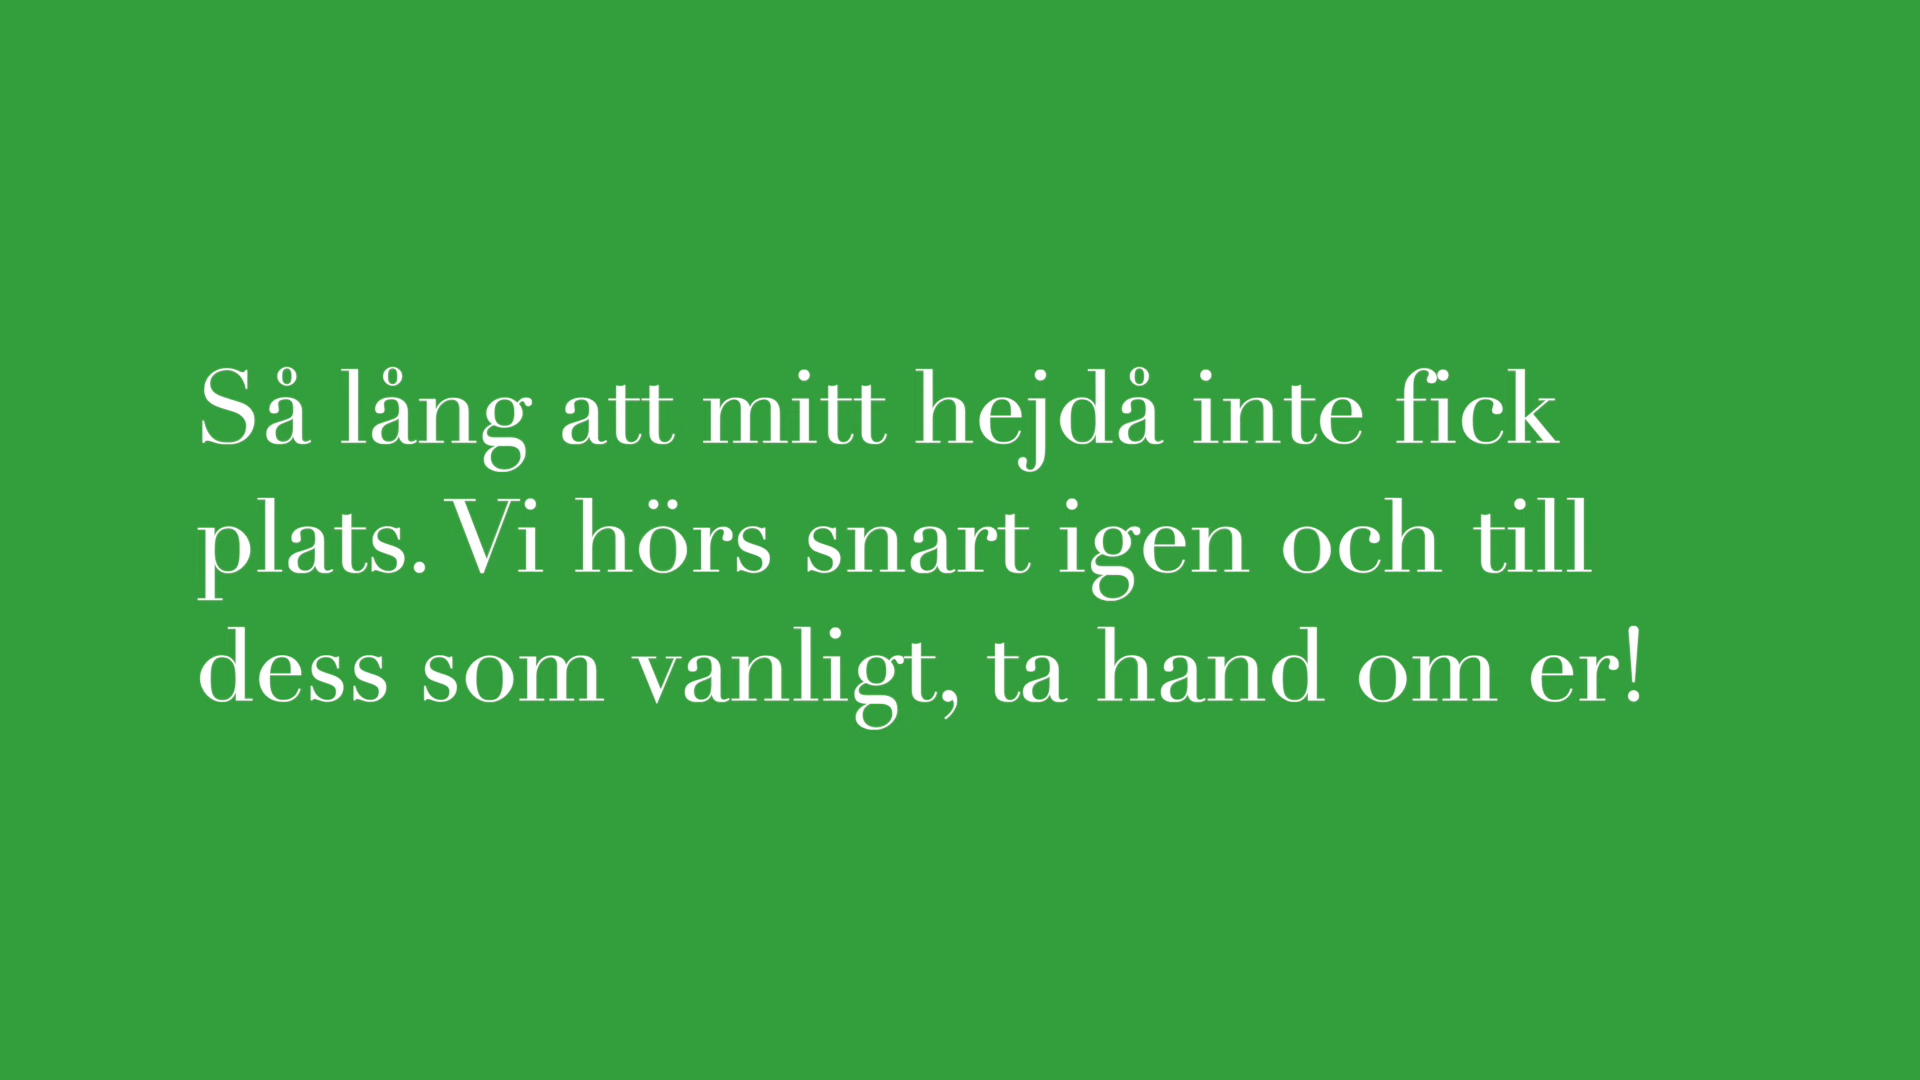 Så lång att mitt hejdå inte fick
plats. Vi hörs snart igen och till
dess som vanligt, ta hand om er!